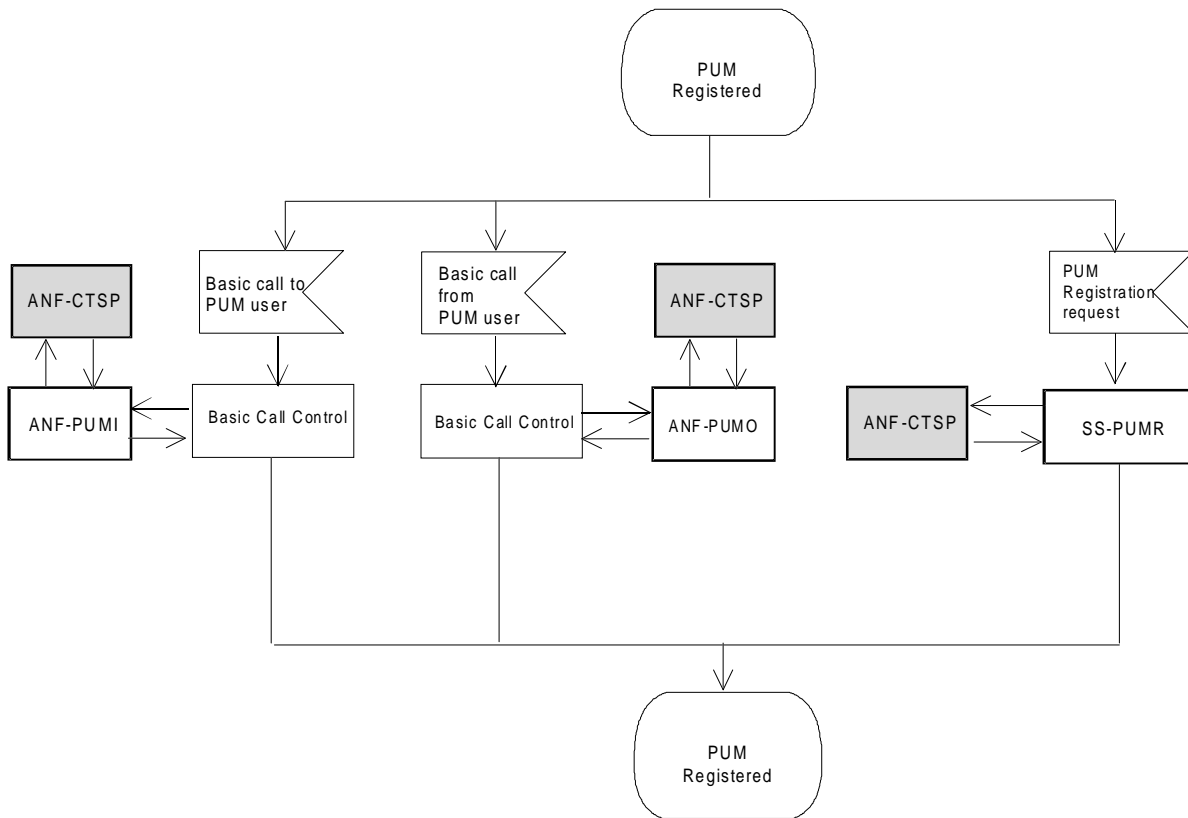 PUM
Registered
Basic call to
PUM user
Basic call
from
PUM user
PUM
Registration
request
ANF-CTSP
ANF-CTSP
ANF-PUMI
Basic Call Control
Basic Call Control
ANF-PUMO
ANF-CTSP
SS-PUMR
PUM
Registered